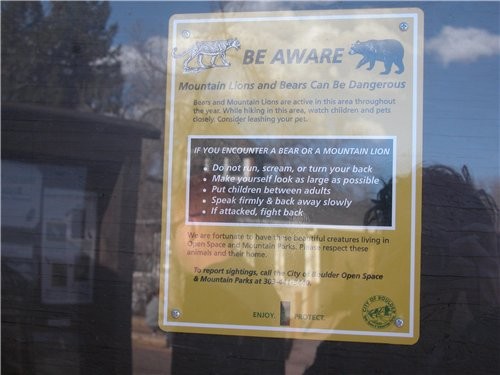 BE AWARE
Mountain Lions and Bears Can Be Dangerous
Bears and Mountain Lions are active in this area throughout
the year. While hiking in this area, watch children and pets
closely. Consider leashing your pet.
IF YOU ENCOUNTER A BEAR OR A MOUNTAIN LION
• Do not run, scream, or turn your back
• Make yourself look as large as possible
• Put children between adults
• Speak firmly & back away slowly
• If attacked, fight back
We are fortunate to have these beautiful creatures living in
Open Space and Mountain Parks. Please respect these
animals and their home.
To report sightings, call the City of Boulder Open Space
& Mountain Parks at
ENJOY. PROTECT.
CITY OF BOULDER